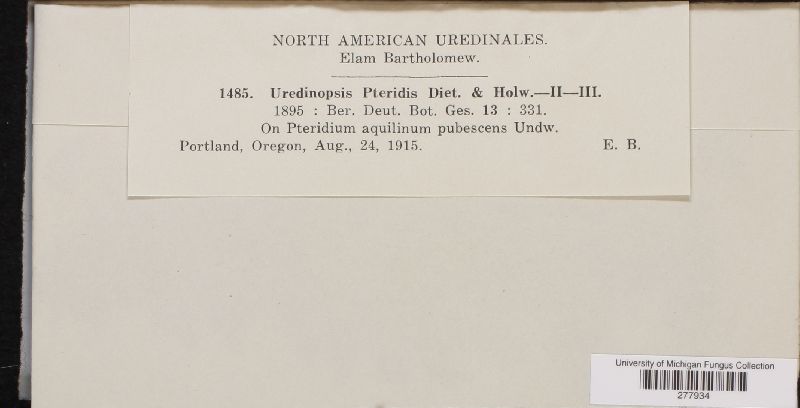 NORTH AMERICAN UREDINALES.
Elam Bartholomew.
1485. Uredinopsis Pteridis Diet. & Holw.—II—III.
1895 : Ber. Deut. Bot. Ges. 13 : 331.
On Pteridium aquilinum pubescens Undw.
Portland, Oregon, Aug., 24, 1915. E. B.
University of Michigan Fungus Collection
277934